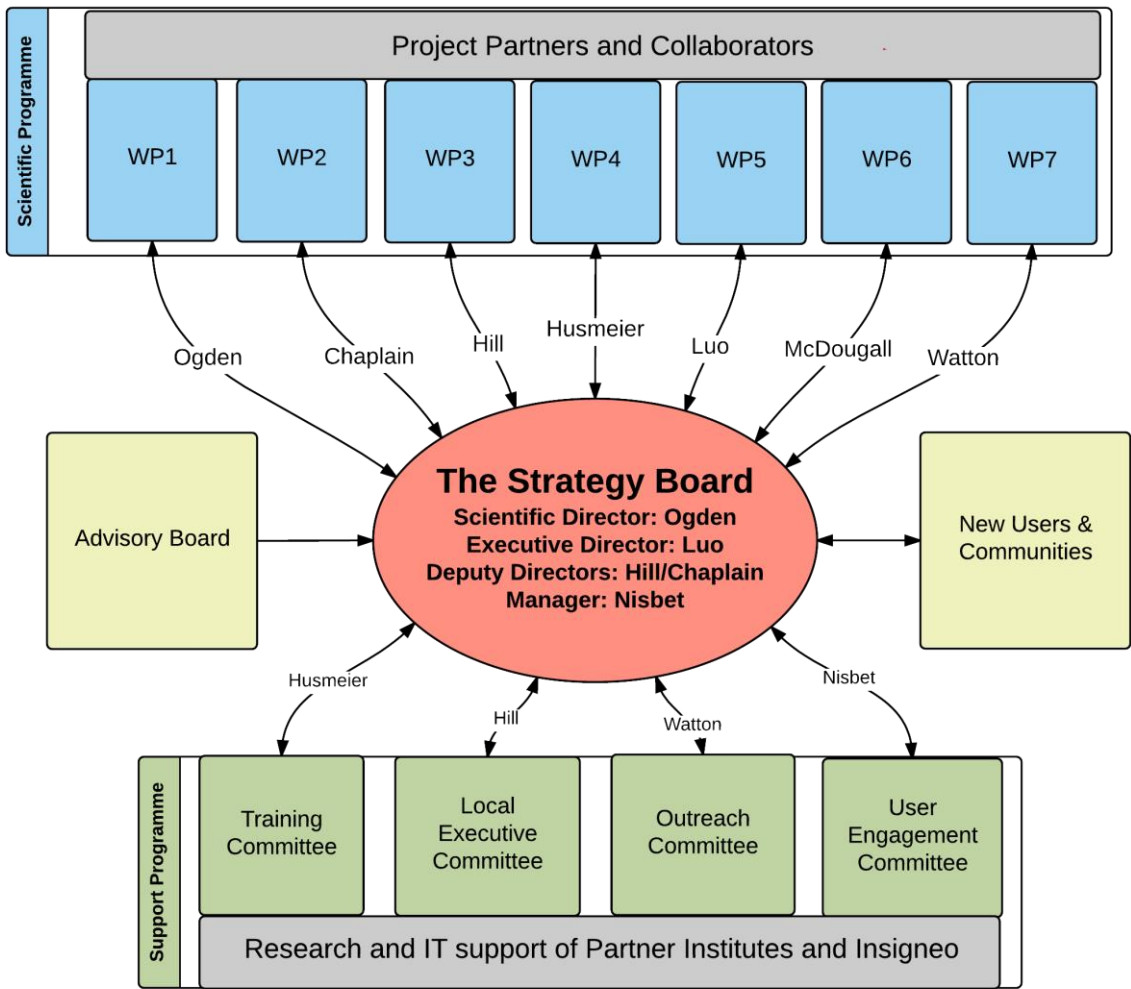 Scientific Programme
Project Partners and Collaborators
WP1
WP2
WP3
WP4
WP5
WP6
WP7
Ogden
Chaplain
Hill
Husmeier
Luo
McDougall
Watton
Advisory Board
The Strategy Board
Scientific Director: Ogden
Executive Director: Luo
Deputy Directors: Hill/Chaplain
Manager: Nisbet
New Users &
Communities
Husmeier
Hill
Watton
Nisbet
Support Programme
Training
Committee
Local
Executive
Committee
Outreach
Committee
User
Engagement
Committee
Research and IT support of Partner Institutes and Insigneo